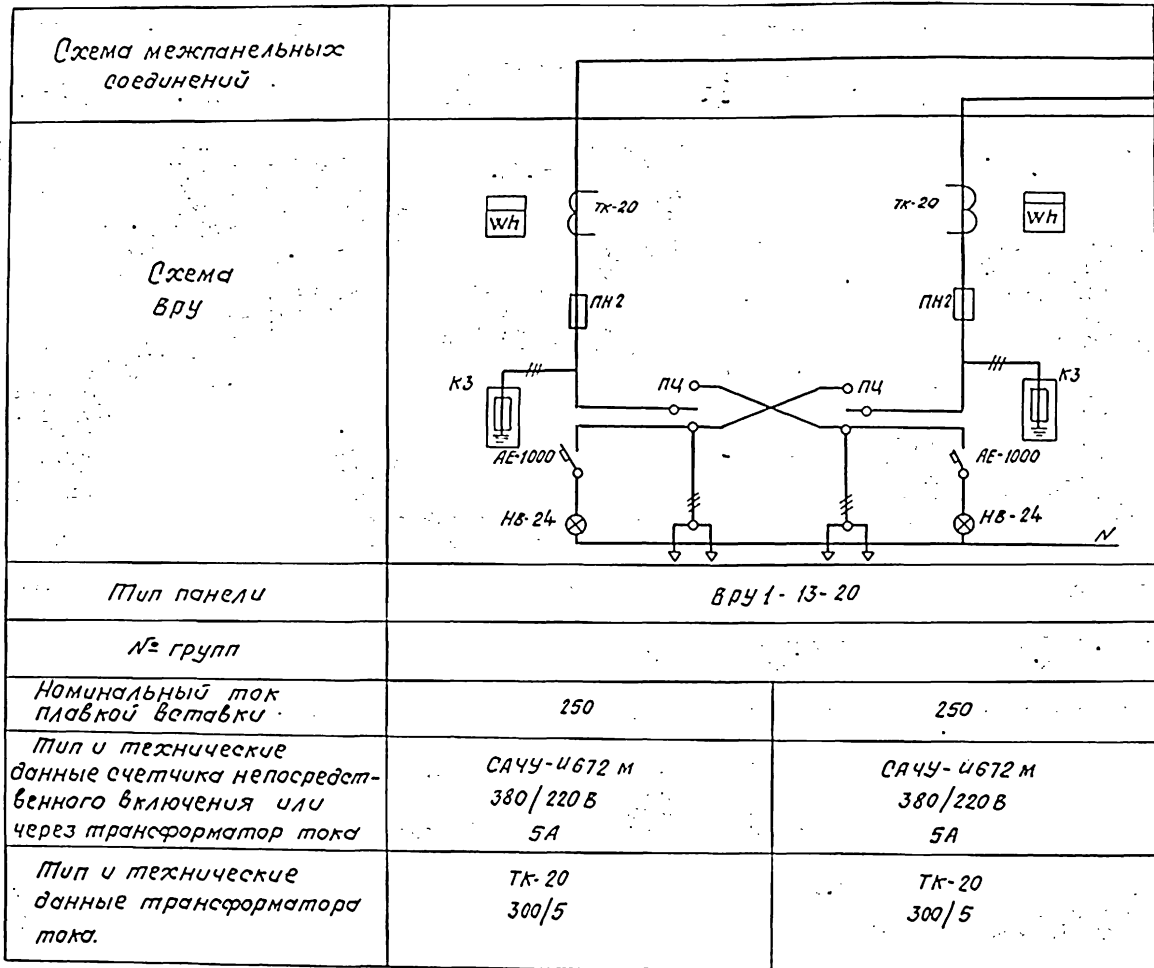 Схема межпанельных
соединений
Схема
ВРУ
Wh
ТК-20
ТК-20
Wh
ПН2
ПН2
КЗ
ПЦ
ПЦ
КЗ
АЕ-1000
АЕ-1000
НВ-24
НВ-24
N
Тип панели
ВРУ 1-13-20
№ групп
Номинальный ток
плавкой вставки
250
250
Тип и технические
данные счетчика непосредст-
венного включения или
через трансформатор тока
САЧУ-И672 М
380/220 В
5А
САЧУ-И672 М
380/220 В
5А
Тип и технические
данные трансформатора
тока.
ТК-20
300/5
ТК-20
300/5